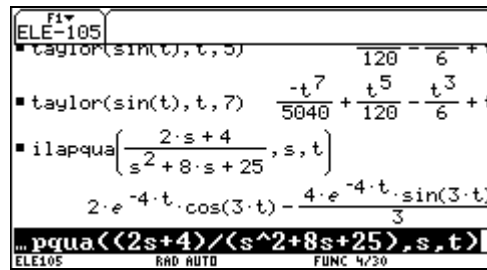 F1▼
ELE-105
▪ taylor(sin(t),t,5) /120 - /6 + t
▪ taylor(sin(t),t,7) -t^7/5040 + t^5/120 - t^3/6 + t
▪ ilapqua((2·s+4)/(s^2+8·s+25),s,t)
2·e^-4·t·cos(3·t) - 4·e^-4·t·sin(3·t)/3
…pqua((2s+4)/(s^2+8s+25),s,t)
ELE105 RAD AUTO FUNC 4/30